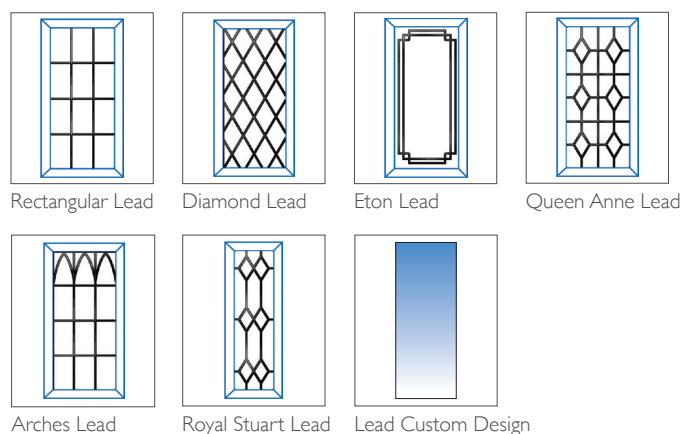 Rectangular Lead
Diamond Lead
Eton Lead
Queen Anne Lead
Arches Lead
Royal Stuart Lead
Lead Custom Design